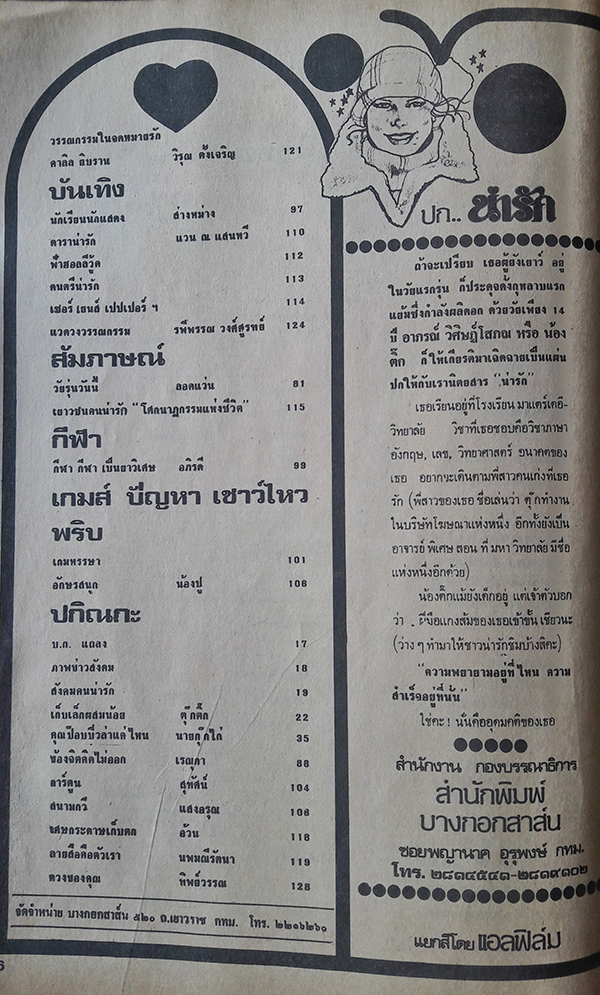 วรรณกรรมในจดหมายรัก
คาลิล ยิบราน วิรุณ ตั้งเจริญ 121
บันเทิง
นักเรียนนักแสดง ส่างหม่าง 97
ดาราน่ารัก แวน ณ แสนหวี 110
ฟ้าฮอลลีวู้ด 112
ดนตรีน่ารัก 113
เซอร์เยนต์ เปปเปอร์ ฯ 114
แวดวงวรรณกรรม รพีพรรณ วงศ์สูรทย์ 124
สัมภาษณ์
วัยรุ่นวันนี้ ลอดแว่น 81
เยาวชนคนน่ารัก "โศกนาฏกรรมแห่งชีวิต" 115
กีฬา
กีฬา กีฬา เป็นยาวิเศษ อภิรดี 99
เกมส์ ปัญหา เชาว์ไหว
พริบ
เกมหรรษา 101
อักษรสนุก น้องปู 106
ปกิณกะ
บ.ก. แถลง 17
ภาพข่าวสังคม 18
สังคมคนน่ารัก 19
เก็บเล็กผสมน้อย ตุ๊กติ๊ก 22
คุณป๊อบปิ้วล่าแค่ไหน นายกุ๊กไก่ 35
ข้องจิตคิดไม่ออก เรณุกา 88
การ์ตูน สุทัศน์ 104
สนามกวี แสงอรุณ 108
เศษกระดาษเก็บตก อ้วน 118
ลายสือคือตัวเรา นพมณีรัตนา 119
ดวงของคุณ ทิพย์วรรณ 128
จัดจำหน่าย บางกอกสาส์น ๕๒๐ ถ.เยาวราช กทม. โทร. ๒๒๑๖๒๖๐
6
ปก.. น่ารัก
ถ้าจะเปรียบ เธอผู้ยังเยาว์ อยู่
ในวัยแรกรุ่น ก็ประดุจดั่งกุหลาบแรก
แย้มซึ่งกำลังผลิดอก ด้วยวัยเพียง 14
ปี อาภรณ์ วิศิษฎ์โสภณ หรือ น้อง
ติ๊ก ก็ให้เกียรติมาเฉิดฉายเป็นแผ่น
ปกให้กับเรานิตยสาร "น่ารัก"
เธอเรียนอยู่ที่โรงเรียน มาแตร์เดอี-
วิทยาลัย วิชาที่เธอชอบคือวิชาภาษา
อังกฤษ, เลข, วิทยาศาสตร์ อนาคตของ
เธอ อยากจะเดินตามพี่สาวคนเก่งที่เธอ
รัก (พี่สาวของเธอ ชื่อเล่นว่า ตุ๊กทำงาน
ในบริษัทโฆษณาแห่งหนึ่ง อีกทั้งยังเป็น
อาจารย์ พิเศษ สอน ที่ มหา วิทยาลัย มีชื่อ
แห่งหนึ่งอีกด้วย)
น้องติ๊กแม้ยังเด็กอยู่ แต่เจ้าตัวบอก
ว่า ฝีมือแกงส้มของเธอเข้าขั้น เชียวนะ
(ว่าง ๆ ทำมาให้ชาวน่ารักชิมบ้างสิคะ)
"ความพยายามอยู่ที่ไหน ความ
สำเร็จอยู่ที่นั้น"
ใช่คะ! นั่นคืออุดมคติของเธอ
สำนักงาน กองบรรณาธิการ
สำนักพิมพ์
บางกอกสาส์น
ซอยพญานาค อุรุพงษ์ กทม.
โทร. ๒๘๑๔๕๔๑-๒๘๑๙๑๐๒
แยกสีโดย แอลฟิล์ม